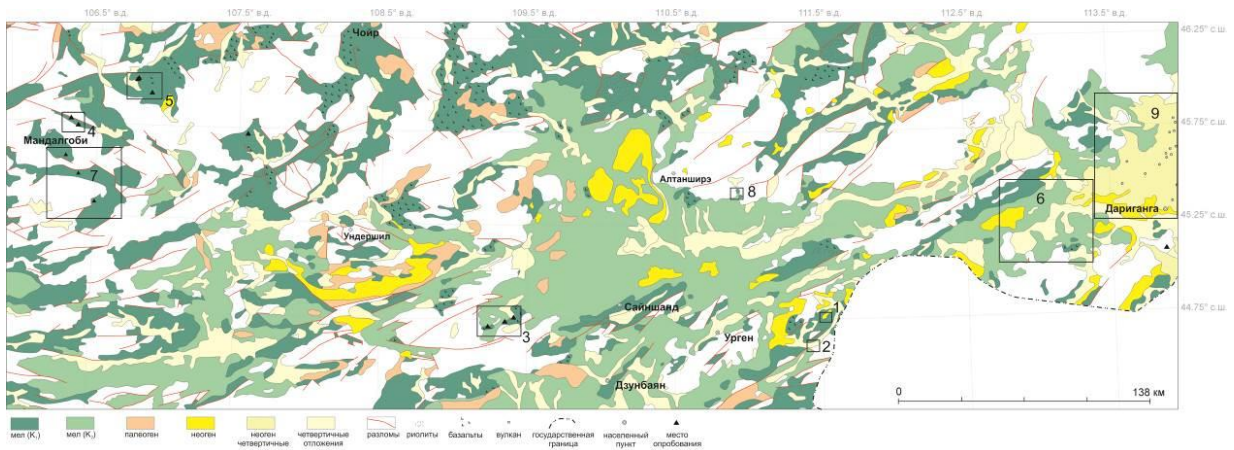 106.5° в.д. 107.5° в.д. 108.5° в.д. 109.5° в.д. 110.5° в.д. 111.5° в.д. 112.5° в.д. 113.5° в.д.
46.25° с.ш.
Чойр
5
9
4
45.75° с.ш.
Мандалгоби
7
Алтанширэ
8
6
Дариганга
45.25° с.ш.
Ундершил
Сайншанд
1
44.75° с.ш.
3
Урген
2
Дзунбаян
0 138 км
мел (K₁) мел (K₂) палеоген неоген неоген четвертичные четвертичные отложения разломы риолиты базальты вулкан государственная граница населенный пункт место опробования